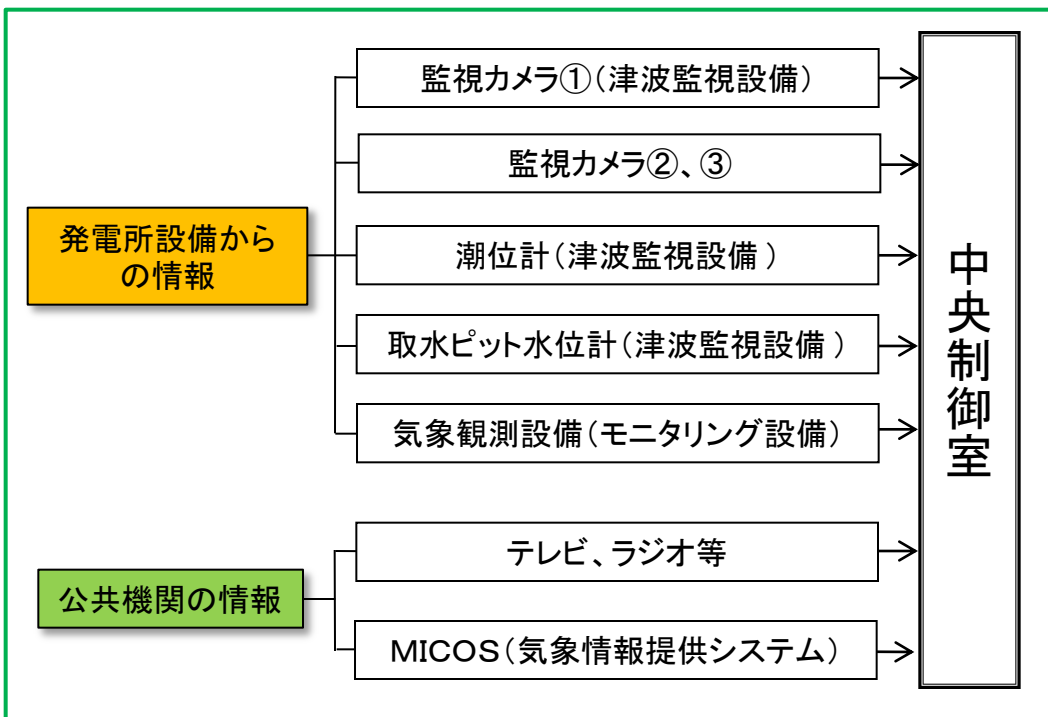 監視カメラ①(津波監視設備)
監視カメラ②、③
発電所設備から
の情報
潮位計(津波監視設備)
取水ピット水位計(津波監視設備)
気象観測設備(モニタリング設備)
公共機関の情報
テレビ、ラジオ等
MICOS(気象情報提供システム)
中央制御室